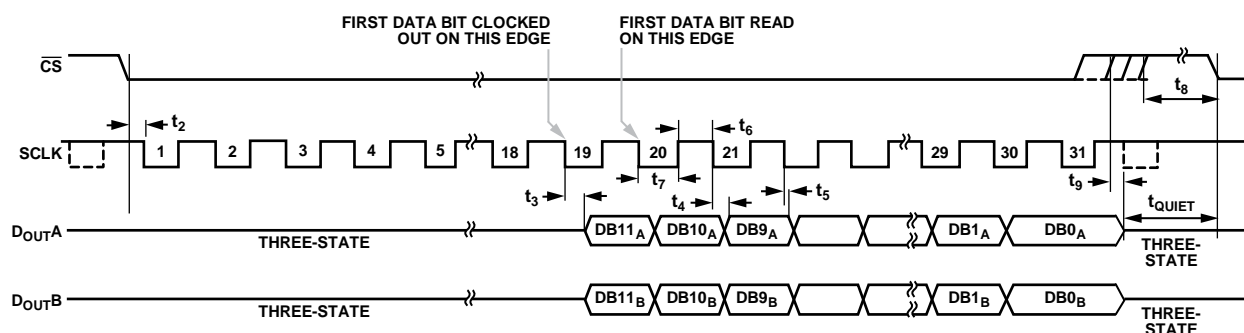 FIRST DATA BIT CLOCKED
OUT ON THIS EDGE
FIRST DATA BIT READ
ON THIS EDGE
CS
t8
t2
t6
SCLK
1 2 3 4 5 18 19 20 21 29 30 31
t3
t7
t4
t5
t9
tQUIET
DOUTA
THREE-STATE
DB11A DB10A DB9A DB1A DB0A
THREE-
STATE
DOUTB
THREE-STATE
DB11B DB10B DB9B DB1B DB0B
THREE-
STATE